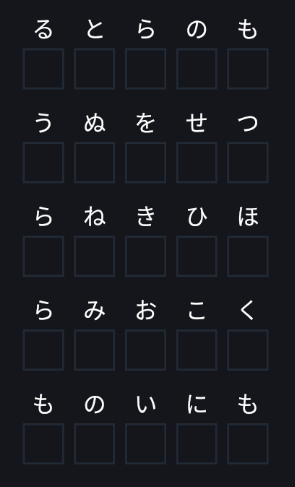 る と ら の も
う ぬ を せ つ
ら ね き ひ ほ
ら み お こ く
も の い に も